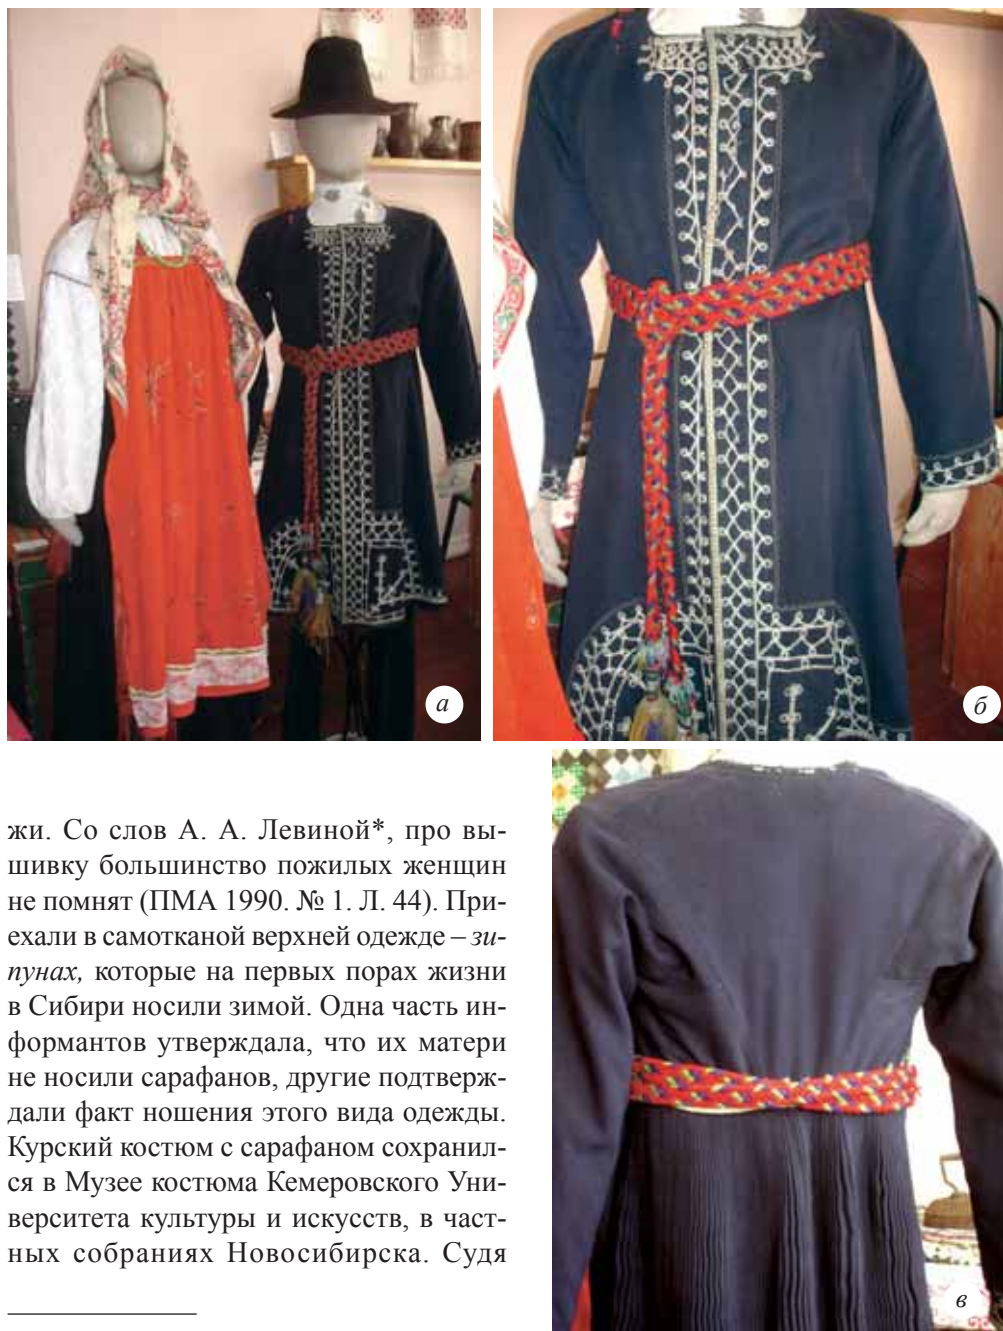 а
б
жи. Со слов А. А. Левиной*, про вы-
шивку большинство пожилых женщин
не помнят (ПМА 1990. № 1. Л. 44). При-
ехали в самотканой верхней одежде – зи-
пунах, которые на первых порах жизни
в Сибири носили зимой. Одна часть ин-
формантов утверждала, что их матери
не носили сарафанов, другие подтверж-
дали факт ношения этого вида одежды.
Курский костюм с сарафаном сохранил-
ся в Музее костюма Кемеровского Уни-
верситета культуры и искусств, в част-
ных собраниях Новосибирска. Судя
в